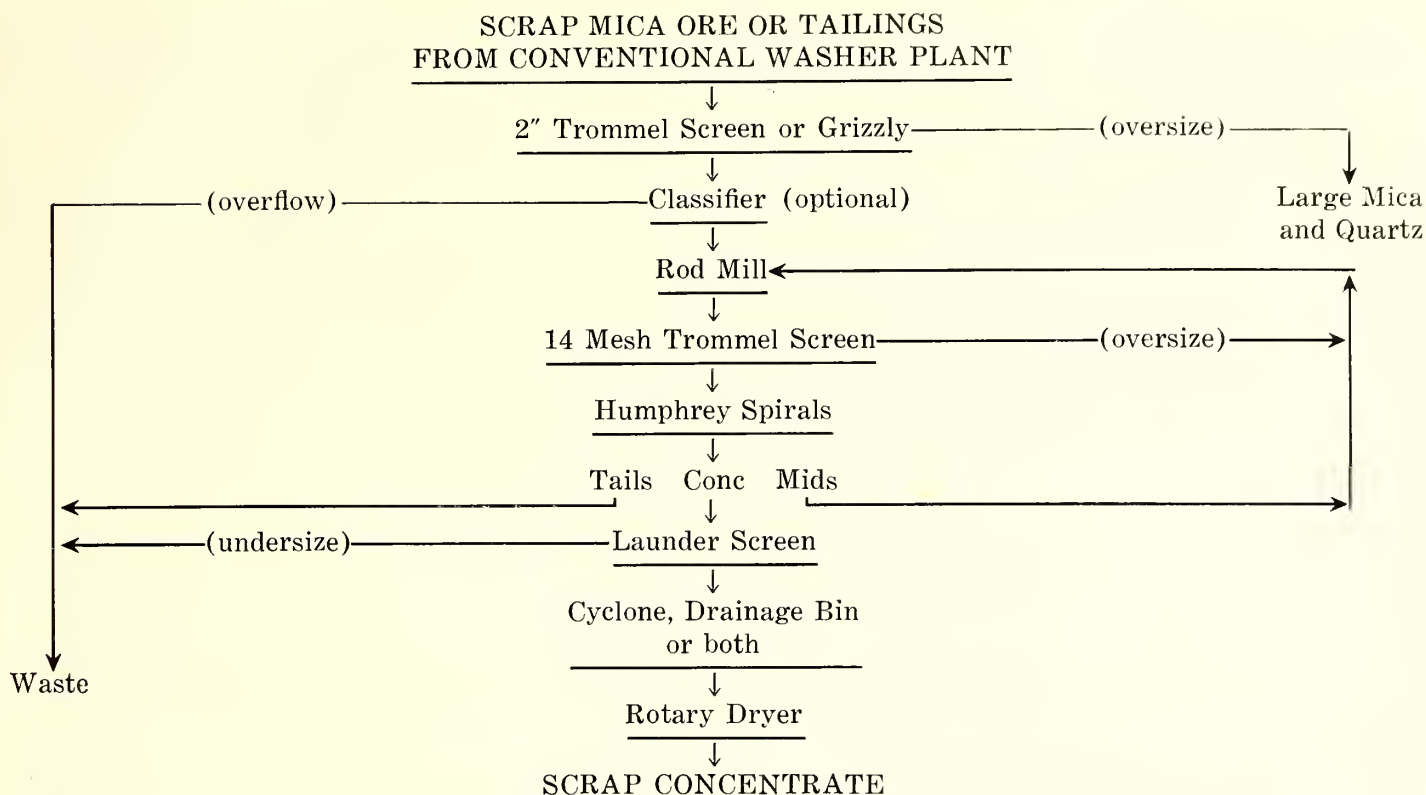 SCRAP MICA ORE OR TAILINGS
FROM CONVENTIONAL WASHER PLANT
2″ Trommel Screen or Grizzly
(oversize)
(overflow)
Classifier (optional)
Large Mica
and Quartz
Rod Mill
14 Mesh Trommel Screen
(oversize)
Humphrey Spirals
Tails Conc Mids
(undersize)
Launder Screen
Cyclone, Drainage Bin
or both
Waste
Rotary Dryer
SCRAP CONCENTRATE